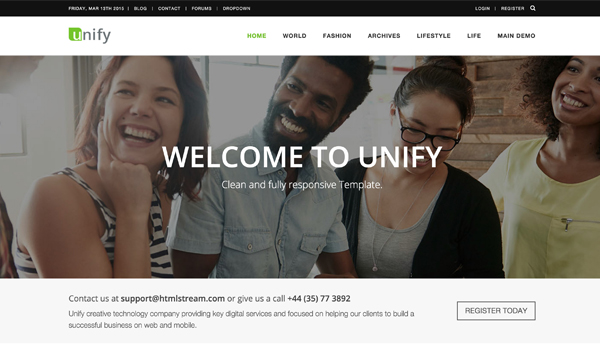 FRIDAY, MAR 13TH 2015 | BLOG | CONTACT | FORUMS | DROPDOWN
LOGIN | REGISTER
unify
HOME WORLD FASHION ARCHIVES LIFESTYLE LIFE MAIN DEMO
WELCOME TO UNIFY
Clean and fully responsive Template.
Contact us at support@htmlstream.com or give us a call +44 (35) 77 3892
Unify creative technology company providing key digital services and focused on helping our clients to build a
successful business on web and mobile.
REGISTER TODAY